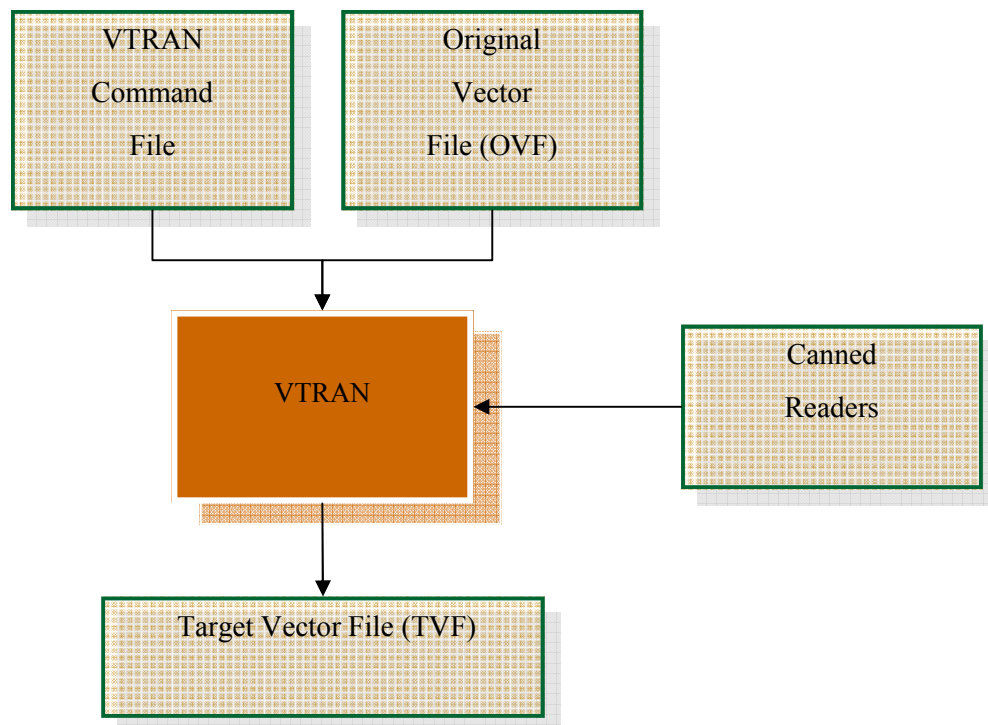 VTRAN
Command
File
Original
Vector
File (OVF)
VTRAN
Canned
Readers
Target Vector File (TVF)